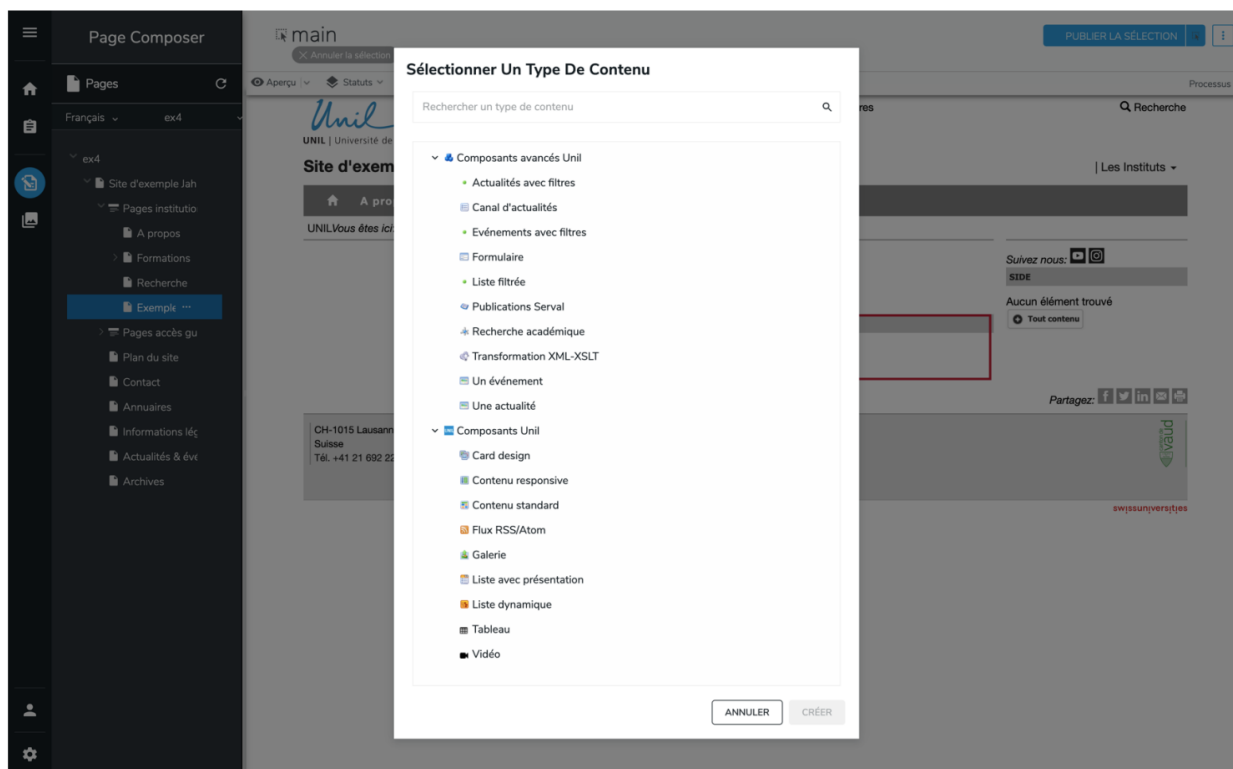 Page Composer
main
PUBLIER LA SÉLECTION
Annuler la sélection
Sélectionner Un Type De Contenu
Pages
Aperçu
Statuts
Processus
Rechercher un type de contenu
Français
ex4
Unil
UNIL | Université de
res
Recherche
ex4
Site d'exemple Jah
Pages institutio
A propos
Formations
Recherche
Exemple ...
Pages accès gu
Plan du site
Contact
Annuaires
Informations lég
Actualités & éve
Archives
Site d'exem
| Les Instituts
A pro
UNILVous êtes ici:
Composants avancés Unil
Actualités avec filtres
Canal d'actualités
Evénements avec filtres
Formulaire
Liste filtrée
Publications Serval
Recherche académique
Transformation XML-XSLT
Un événement
Une actualité
Composants Unil
Card design
Contenu responsive
Contenu standard
Flux RSS/Atom
Galerie
Liste avec présentation
Liste dynamique
Tableau
Vidéo
Suivez nous:
SIDE
Aucun élément trouvé
Tout contenu
Partagez:
CH-1015 Lausann
Suisse
Tél. +41 21 692 22
swissuniversities
ANNULER
CRÉER